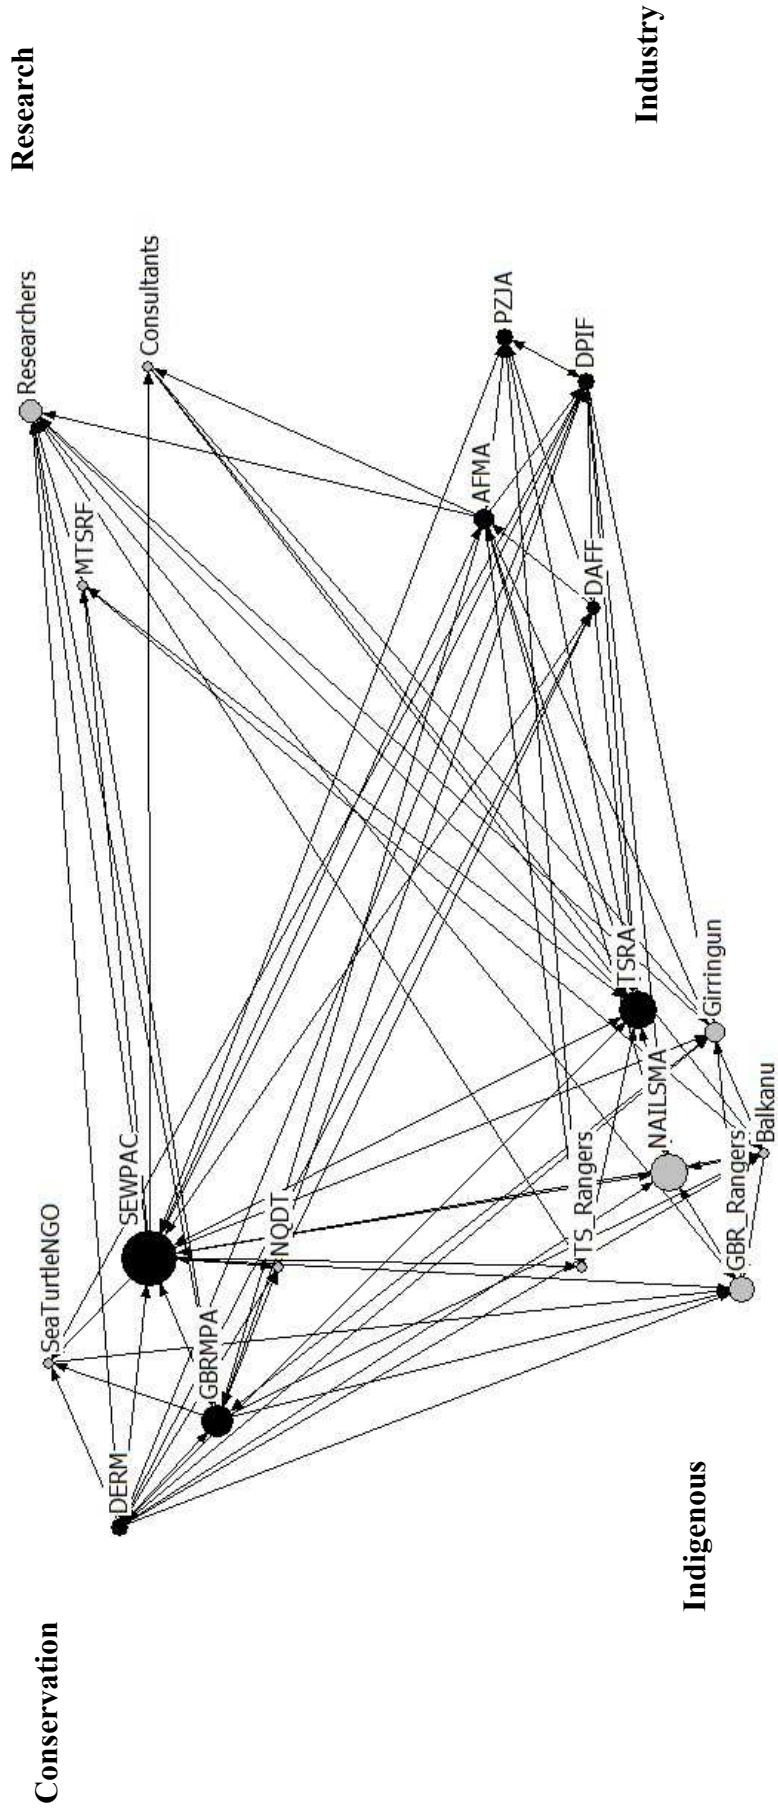 Conservation
Research
SeaTurtleNGO
Researchers
DERM
SEWPAC
MTSRF
Consultants
GBRMPA
NQDT
AFMA
PZJA
DAFF
DPIF
TS_Rangers
TSRA
NAILSMA
Girringun
GBR_Rangers
Balkanu
Indigenous
Industry